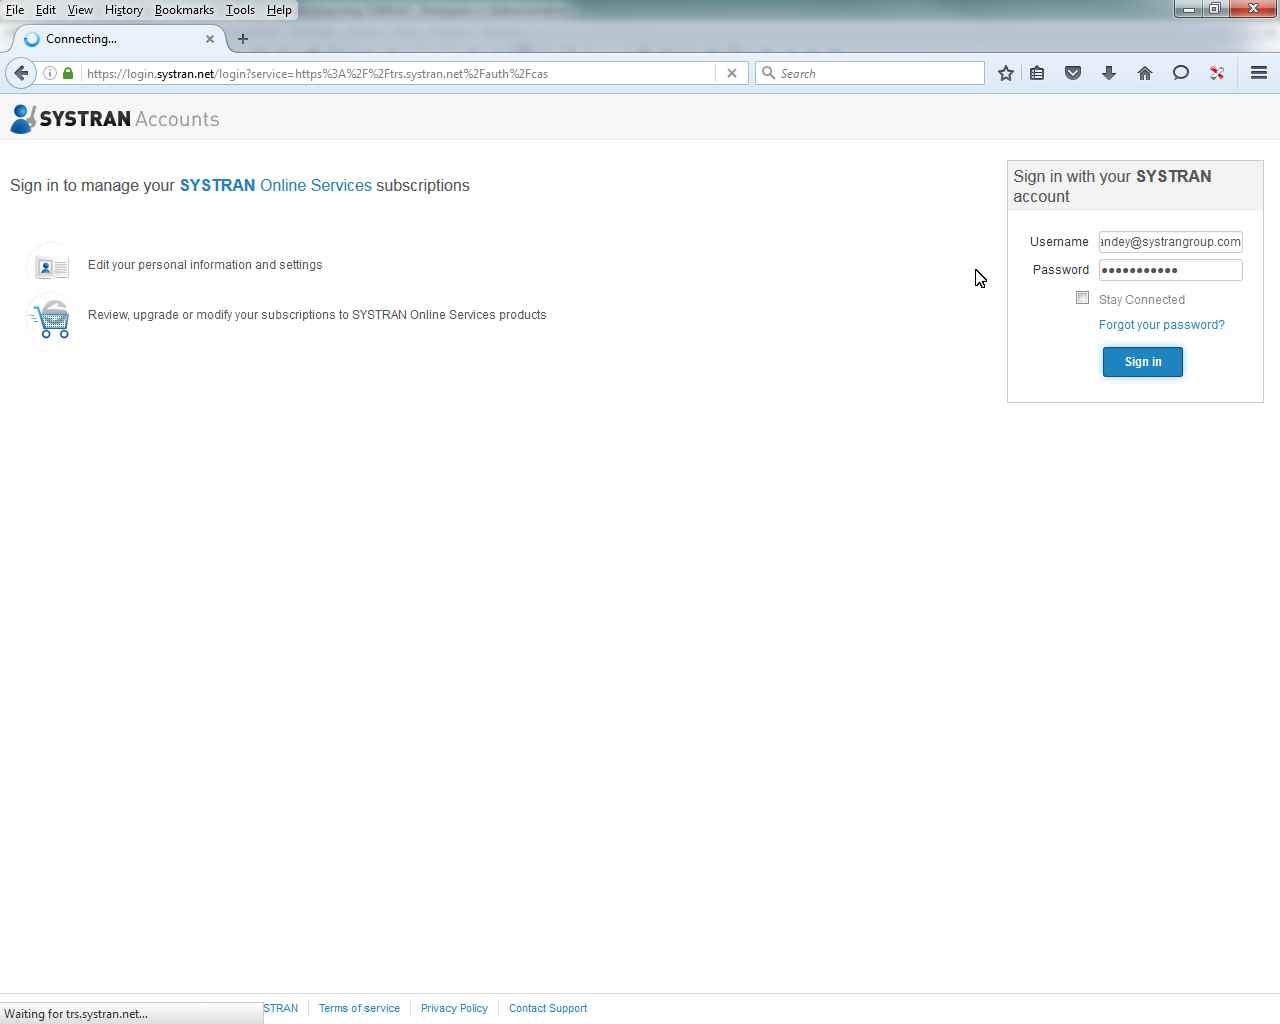 File Edit View History Bookmarks Tools Help
Connecting...
https://login.systran.net/login?service=https%3A%2F%2Ftrs.systran.net%2Fauth%2Fcas
Search
SYSTRAN Accounts
Sign in to manage your SYSTRAN Online Services subscriptions
Edit your personal information and settings
Review, upgrade or modify your subscriptions to SYSTRAN Online Services products
Sign in with your SYSTRAN
account
Username andey@systrangroup.com
Password
Stay Connected
Forgot your password?
Sign in
STRAN Terms of service Privacy Policy Contact Support
Waiting for trs.systran.net...